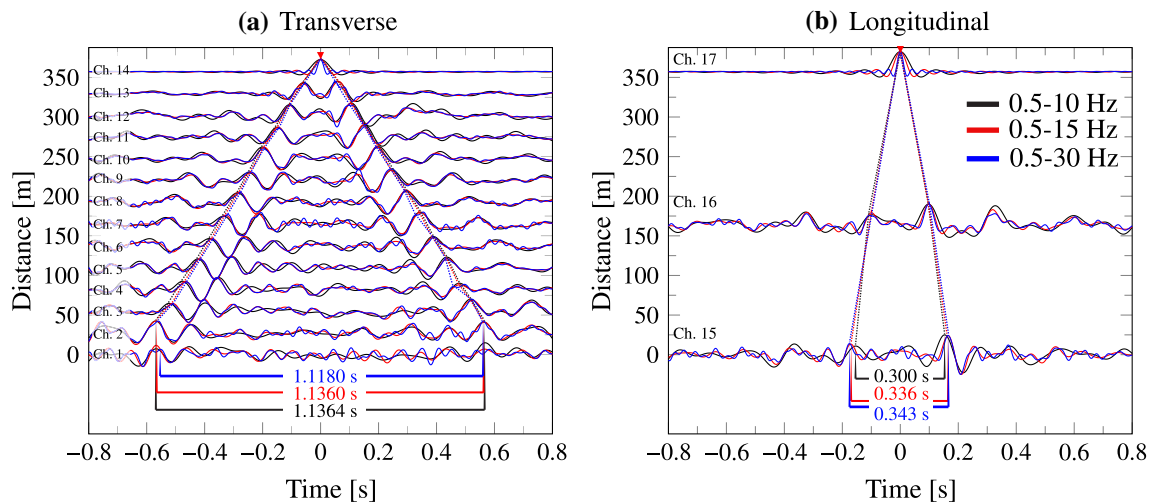 (a) Transverse
Distance [m]
350
300
250
200
150
100
50
0
Ch. 14
Ch. 13
Ch. 12
Ch. 11
Ch. 10
Ch. 9
Ch. 8
Ch. 7
Ch. 6
Ch. 5
Ch. 4
Ch. 3
Ch. 2
Ch. 1
1.1180 s
1.1360 s
1.1364 s
−0.8 −0.6 −0.4 −0.2 0 0.2 0.4 0.6 0.8
Time [s]
(b) Longitudinal
Distance [m]
350
300
250
200
150
100
50
0
Ch. 17
Ch. 16
Ch. 15
0.5-10 Hz
0.5-15 Hz
0.5-30 Hz
0.300 s
0.336 s
0.343 s
−0.8 −0.6 −0.4 −0.2 0 0.2 0.4 0.6 0.8
Time [s]